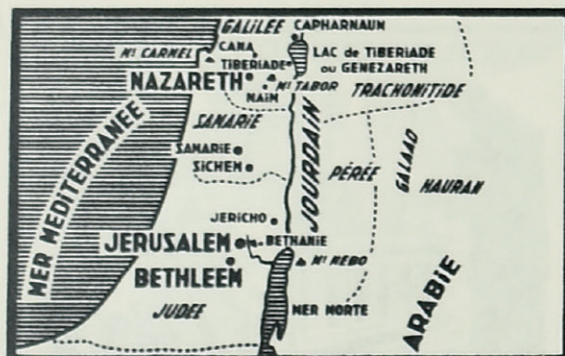 GALILEE
CAPHARNAUM
Mt CARMEL
CANA
TIBERIADE
LAC de TIBERIADE
ou GENEZARETH
NAZARETH
Mt TABOR
NAIM
TRACHONITIDE
SAMARIE
SAMARIE
SICHEM
MER MEDITERRANEE
JOURDAIN
PÉRÉE
GALAAD
HAURAN
JERICHO
JERUSALEM
BETHANIE
BETHLEEM
Mt NEBO
JUDEE
MER MORTE
ARABIE